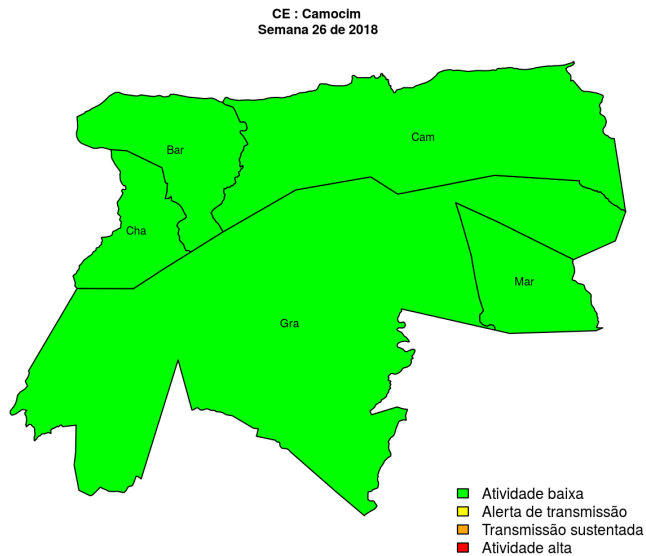 CE : Camocim
Semana 26 de 2018
Bar
Cam
Cha
Mar
Gra
Atividade baixa
Alerta de transmissão
Transmissão sustentada
Atividade alta